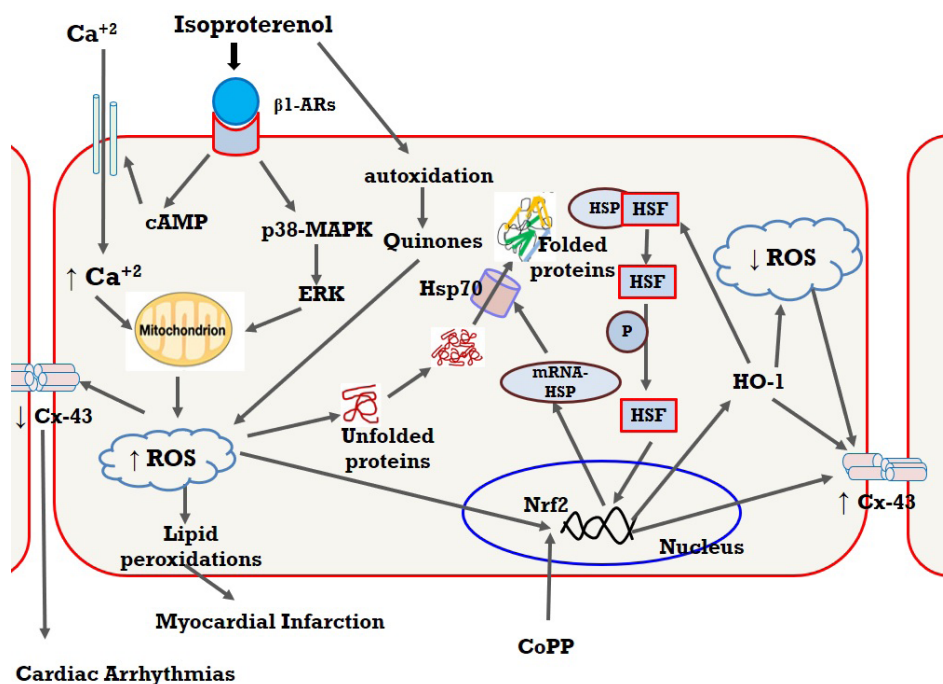 Ca+2
Isoproterenol
β1-ARs
autoxidation
cAMP
p38-MAPK
Quinones
HSP
HSF
Folded
proteins
↓ ROS
↑ Ca+2
ERK
Hsp70
HSF
Mitochondrion
P
mRNA-
HSP
HO-1
↓ Cx-43
HSF
Unfolded
proteins
↑ ROS
Nrf2
Nucleus
↑ Cx-43
Lipid
peroxidations
Myocardial Infarction
CoPP
Cardiac Arrhythmias